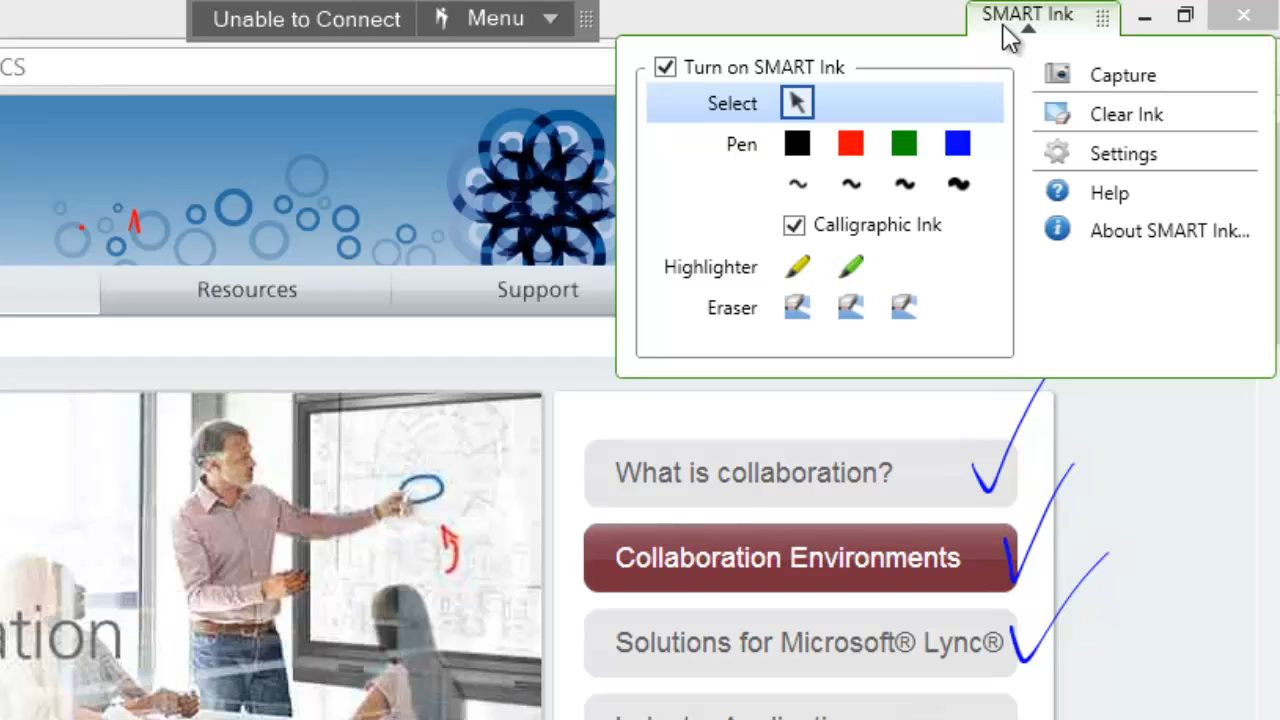 Unable to Connect Menu
SMART Ink
CS
Turn on SMART Ink
Select
Pen
Calligraphic Ink
Highlighter
Eraser
Capture
Clear Ink
Settings
Help
About SMART Ink...
Resources Support
What is collaboration?
Collaboration Environments
Solutions for Microsoft® Lync®
ation